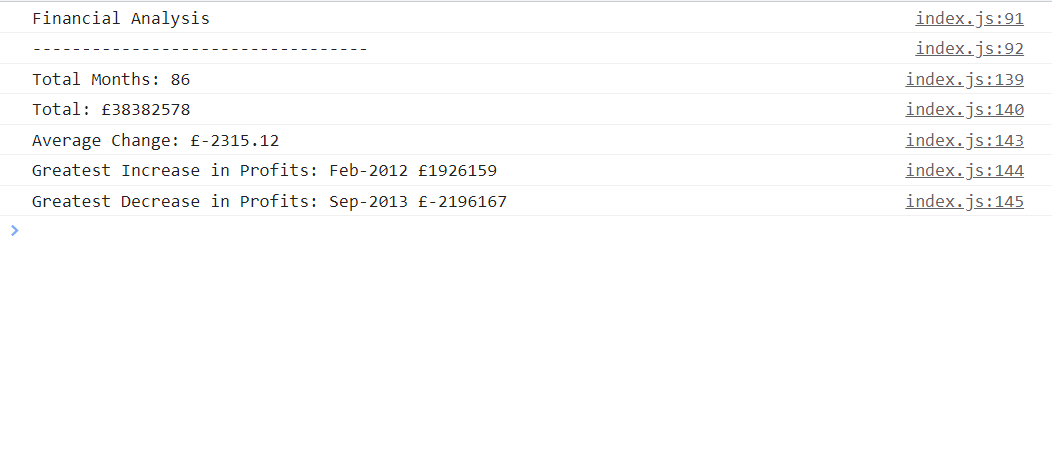 Financial Analysis index.js:91
---------------------------------- index.js:92
Total Months: 86 index.js:139
Total: £38382578 index.js:140
Average Change: £-2315.12 index.js:143
Greatest Increase in Profits: Feb-2012 £1926159 index.js:144
Greatest Decrease in Profits: Sep-2013 £-2196167 index.js:145